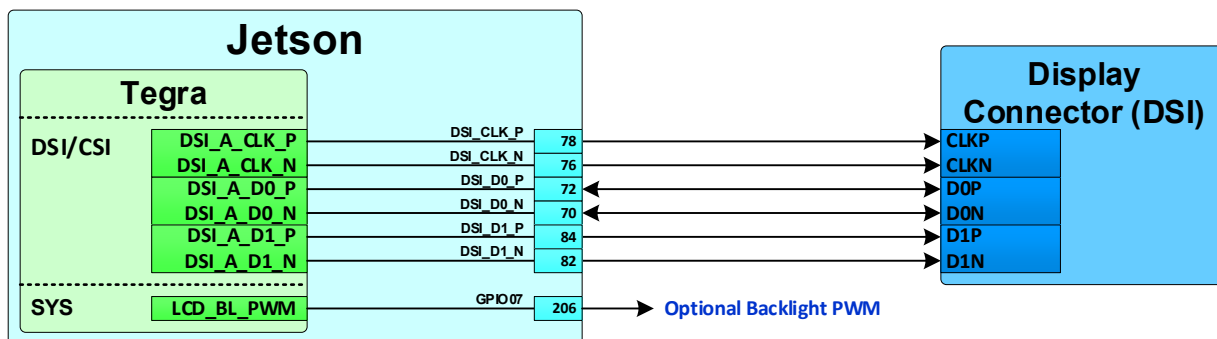 Jetson
Tegra
Display
Connector (DSI)
DSI/CSI
DSI_A_CLK_P DSI_CLK_P 78 CLKP
DSI_A_CLK_N DSI_CLK_N 76 CLKN
DSI_A_D0_P DSI_D0_P 72 D0P
DSI_A_D0_N DSI_D0_N 70 D0N
DSI_A_D1_P DSI_D1_P 84 D1P
DSI_A_D1_N DSI_D1_N 82 D1N
SYS LCD_BL_PWM GPIO07 206 Optional Backlight PWM